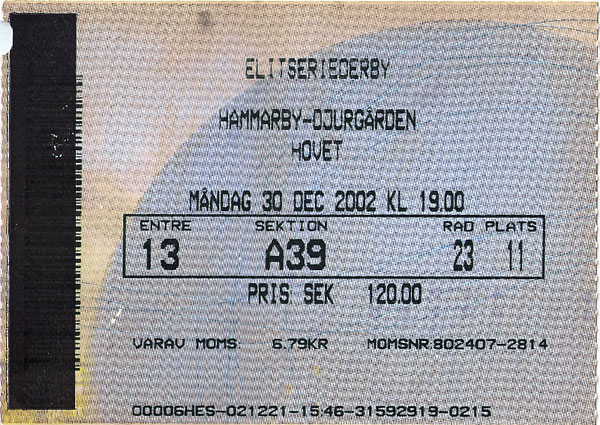 ELITSERIEDERBY
HAMMARBY-DJURGÅRDEN
HOVET
MÅNDAG 30 DEC 2002 KL 19.00
ENTRE SEKTION RAD PLATS
13 A39 23 11
PRIS SEK 120.00
VARAV MOMS: 6.79KR MOMSNR:802407-2814
00006HES-021221-15:46-31592919-0215